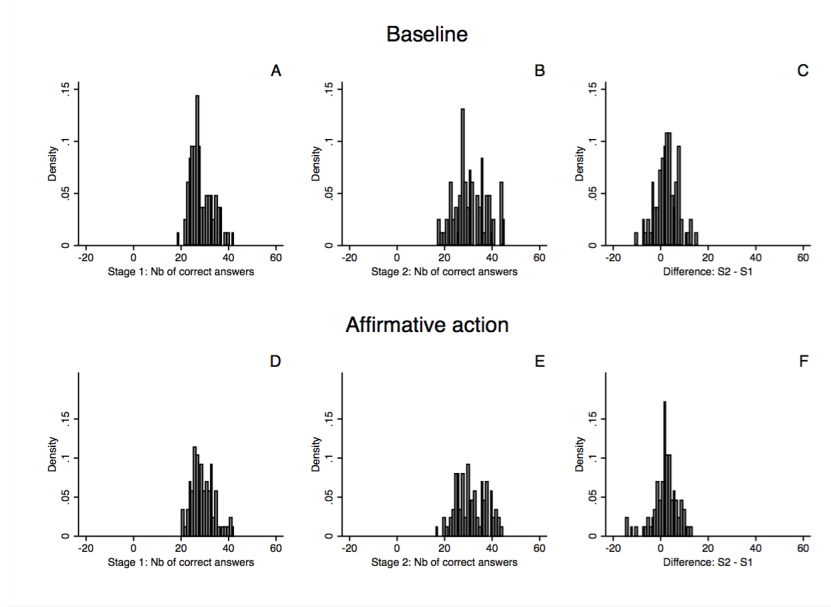 Baseline
A
.15
.1
.05
0
Density
-20 0 20 40 60
Stage 1: Nb of correct answers
B
.15
.1
.05
0
Density
-20 0 20 40 60
Stage 2: Nb of correct answers
C
.15
.1
.05
0
Density
-20 0 20 40 60
Difference: S2 - S1
Affirmative action
D
.15
.1
.05
0
Density
-20 0 20 40 60
Stage 1: Nb of correct answers
E
.15
.1
.05
0
Density
-20 0 20 40 60
Stage 2: Nb of correct answers
F
.15
.1
.05
0
Density
-20 0 20 40 60
Difference: S2 - S1